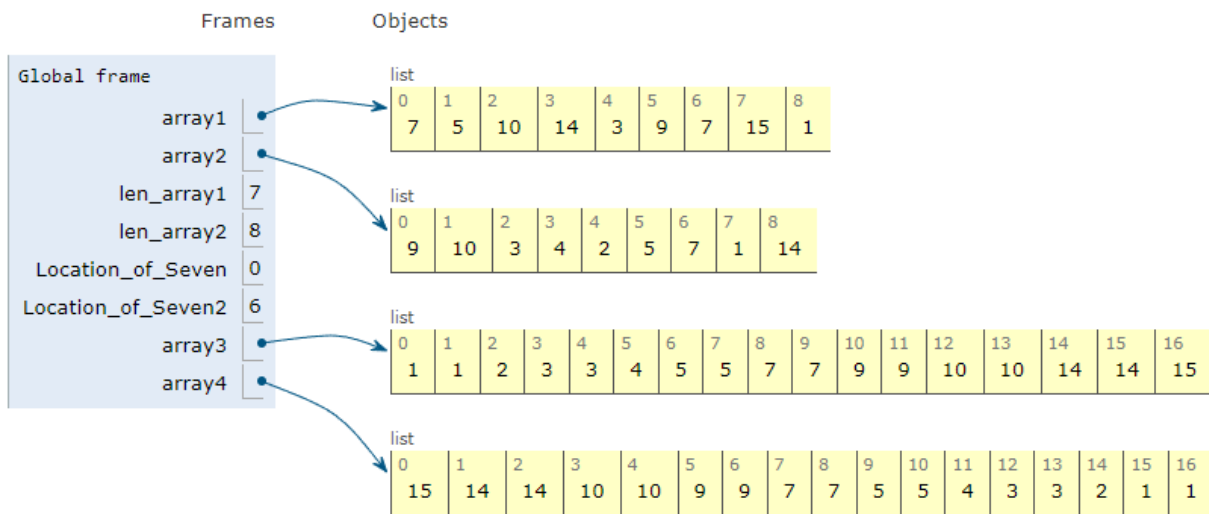 Frames Objects
Global frame
array1
array2
len_array1 7
len_array2 8
Location_of_Seven 0
Location_of_Seven2 6
array3
array4
list
0 1 2 3 4 5 6 7 8
7 5 10 14 3 9 7 15 1
list
0 1 2 3 4 5 6 7 8
9 10 3 4 2 5 7 1 14
list
0 1 2 3 4 5 6 7 8 9 10 11 12 13 14 15 16
1 1 2 3 3 4 5 5 7 7 9 9 10 10 14 14 15
list
0 1 2 3 4 5 6 7 8 9 10 11 12 13 14 15 16
15 14 14 10 10 9 9 7 7 5 5 4 3 3 2 1 1